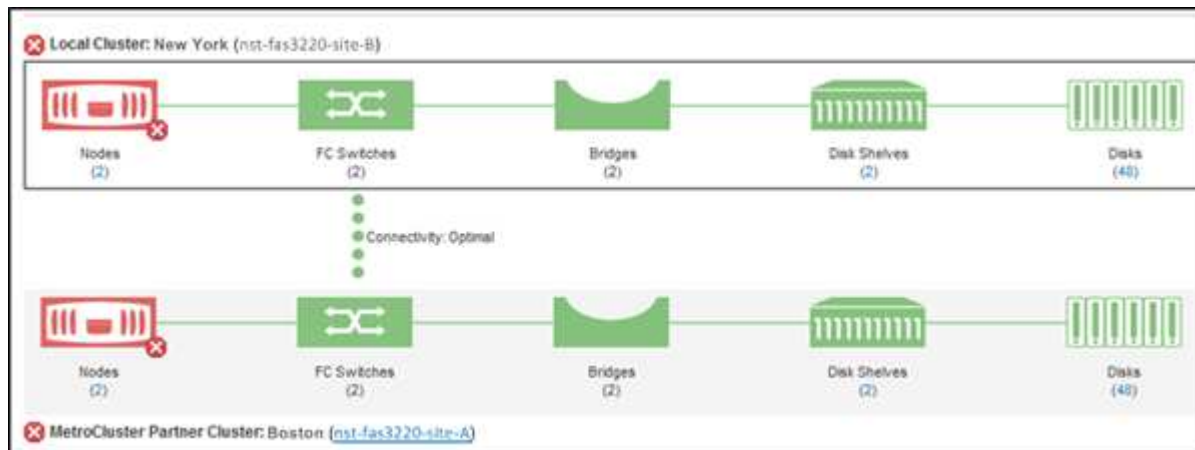 Local Cluster: New York (nst-fas3220-site-B)
Nodes FC Switches Bridges Disk Shelves Disks
(2) (2) (2) (2) (48)
Connectivity: Optimal
Nodes FC Switches Bridges Disk Shelves Disks
(2) (2) (2) (2) (48)
MetroCluster Partner Cluster: Boston (nst-fas3220-site-A)